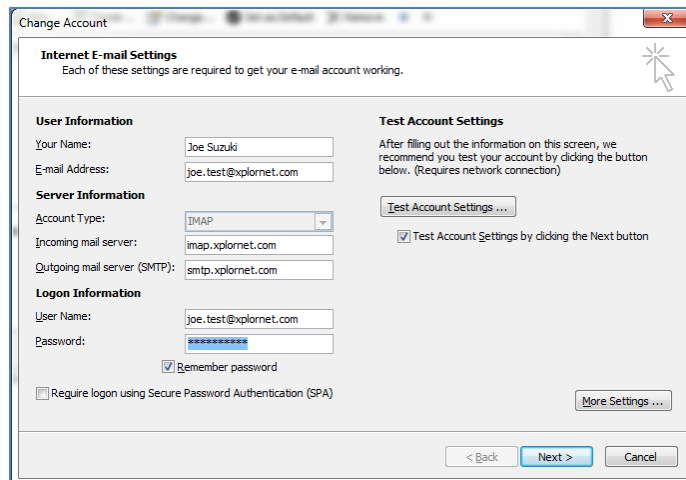 Change... Set as Default Remove
Change Account
Internet E-mail Settings
Each of these settings are required to get your e-mail account working.
User Information
Your Name: Joe Suzuki
E-mail Address: joe.test@xplornet.com
Server Information
Account Type: IMAP
Incoming mail server: imap.xplornet.com
Outgoing mail server (SMTP): smtp.xplornet.com
Logon Information
User Name: joe.test@xplornet.com
Password: **********
Remember password
Require logon using Secure Password Authentication (SPA)
Test Account Settings
After filling out the information on this screen, we
recommend you test your account by clicking the button
below. (Requires network connection)
Test Account Settings ...
Test Account Settings by clicking the Next button
More Settings ...
< Back Next > Cancel